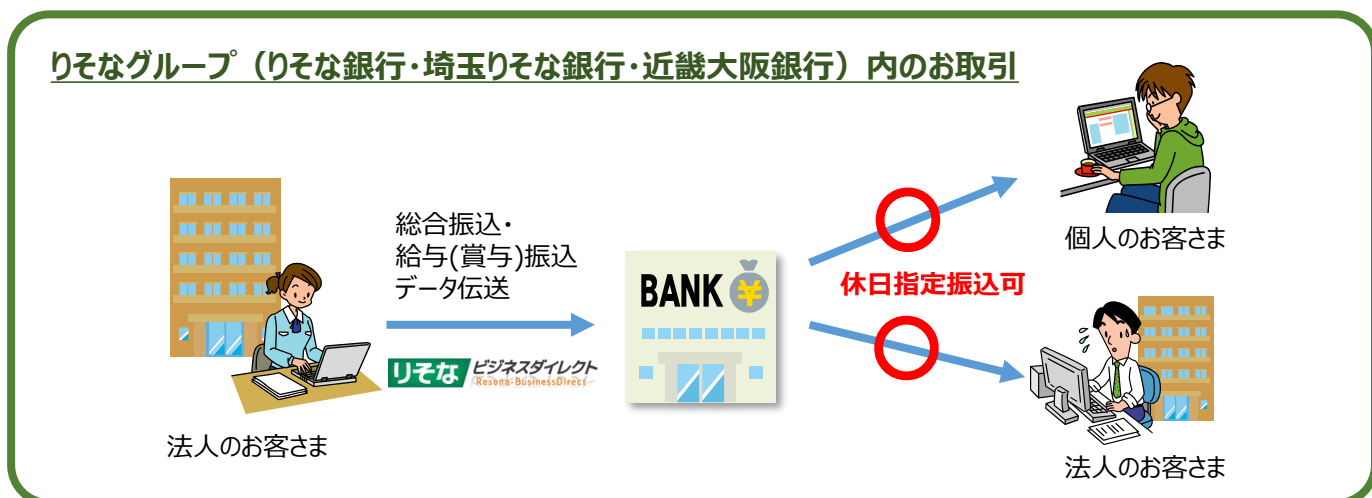 りそなグループ（りそな銀行・埼玉りそな銀行・近畿大阪銀行）内のお取引
総合振込・
給与(賞与)振込
データ伝送
りそな ビジネスダイレクト
Resona-BusinessDirect
法人のお客さま
BANK ¥
休日指定振込可
個人のお客さま
法人のお客さま